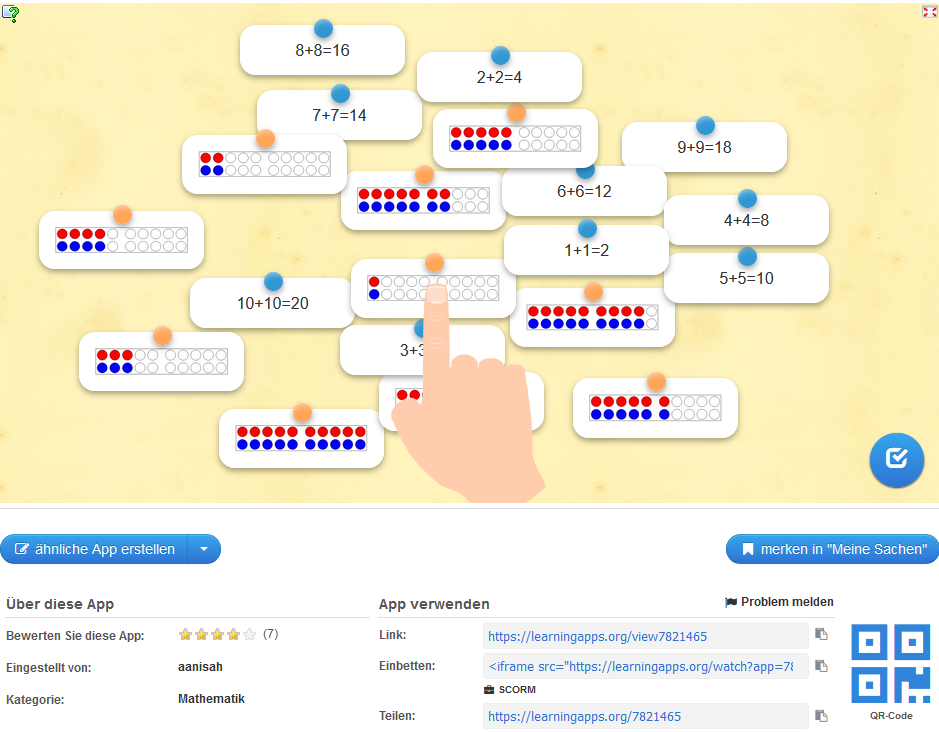 8+8=16
2+2=4
7+7=14
9+9=18
6+6=12
4+4=8
1+1=2
5+5=10
10+10=20
3+3
ähnliche App erstellen
merken in "Meine Sachen"
Über diese App
Bewerten Sie diese App: (7)
Eingestellt von: aanisah
Kategorie: Mathematik
App verwenden
Problem melden
Link: https://learningapps.org/view7821465
Einbetten: <iframe src="https://learningapps.org/watch?app=78
SCORM
Teilen: https://learningapps.org/7821465
QR-Code